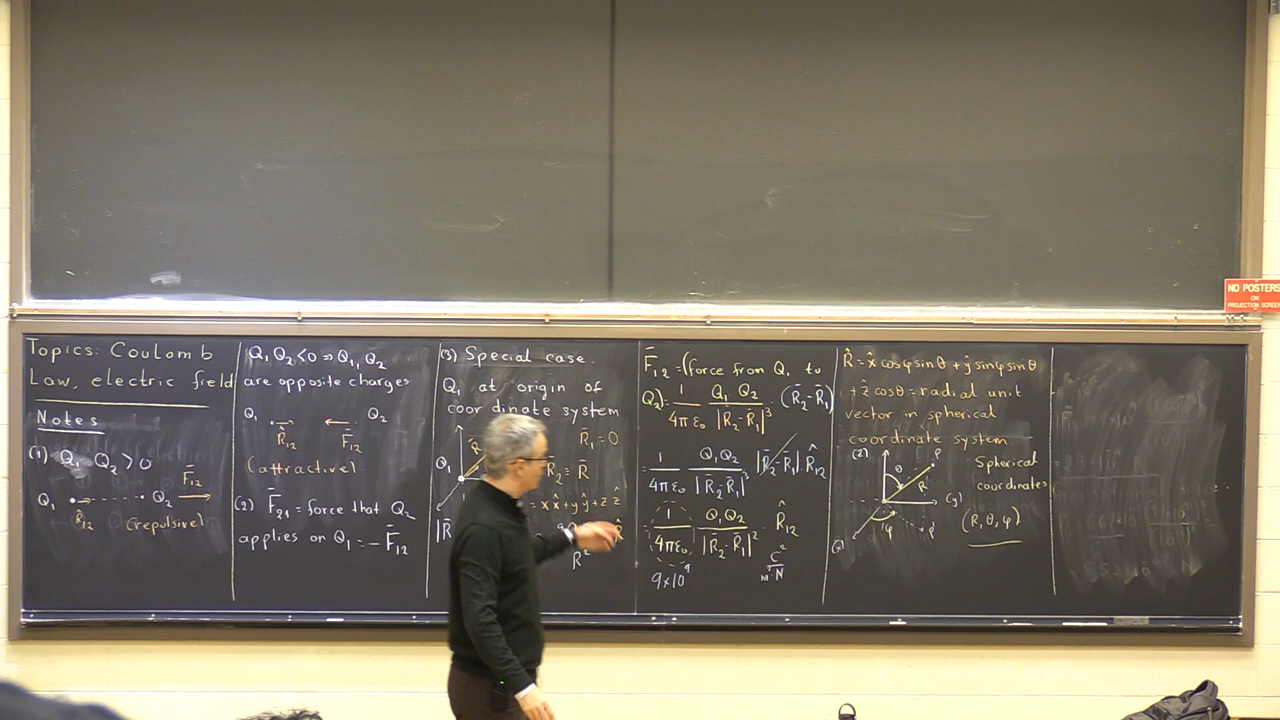 Topics: Coulomb
Law, electric field
Notes
(1) Q₁ Q₂ > 0
F̄₁₂
Q₁ Q₂
R̂₁₂ (repulsive)
Q₁Q₂<0 ⇒ Q₁, Q₂
are opposite charges
Q₁ Q₂
R̂₁₂ F̄₁₂
(attractive)
(2) F̄₂₁ = force that Q₂
applies on Q₁ = -F̄₁₂
(3) Special case:
Q₁ at origin of
coordinate system
R̄₁ = 0
Q₁
R̄₂ = R̄
= x x̂ + y ŷ + z ẑ
F̄₁₂ = (force from Q₁ to
Q₂) = 1/4πε₀ Q₁ Q₂/|R̄₂-R̄₁|³ (R̄₂-R̄₁)
= 1/4πε₀ Q₁Q₂/|R̄₂-R̄₁|³ |R̄₂-R̄₁| R̂₁₂
= 1/4πε₀ Q₁Q₂/|R̄₂-R̄₁|² R̂₁₂
9×10⁹
R̂ = x̂ cosφ sinθ + ŷ sinφ sinθ
+ ẑ cosθ = radial unit
vector in spherical
coordinate system.
(z) θ P Spherical
R̄ coordinates
(y) (R, θ, φ)
φ P'
(x)
NO POSTERS
ON
PROJECTION SCREEN